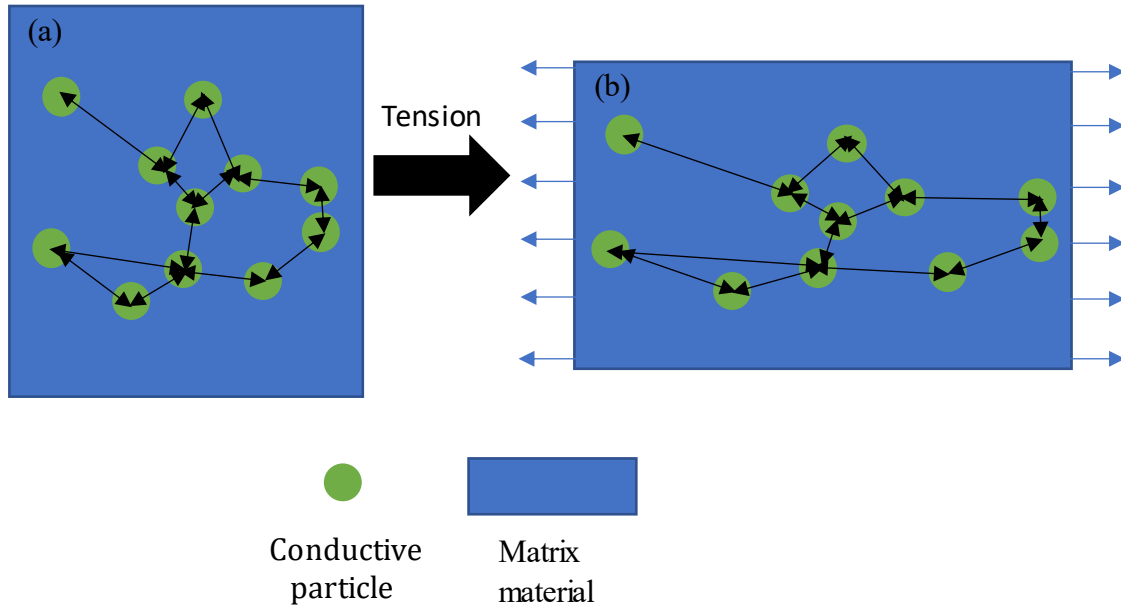 (a)
Tension
(b)
Conductive
particle
Matrix
material